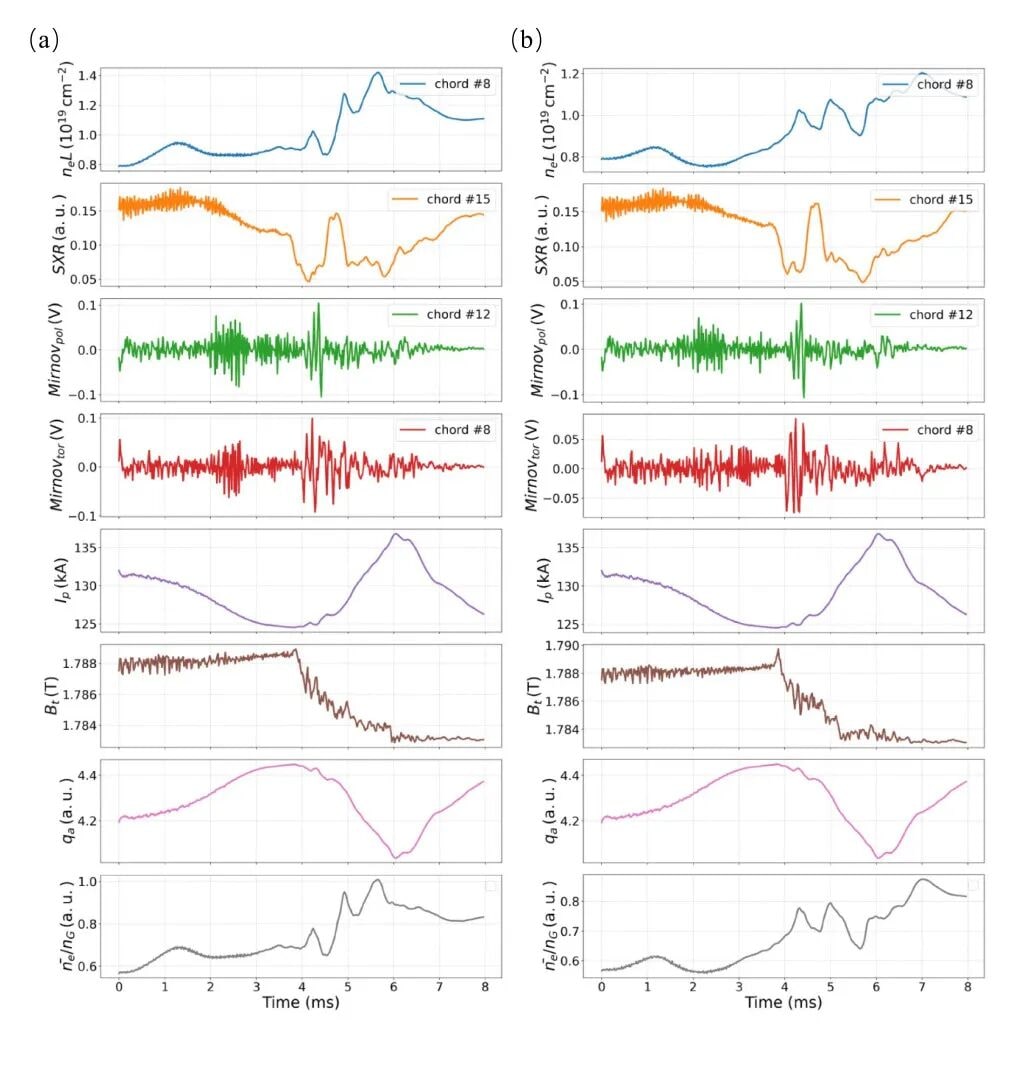 (a)
n_eL (10^19 cm^−2)
1.4
1.2
1.0
0.8
chord #8
SXR (a. u.)
0.15
0.10
0.05
chord #15
Mirnov_pol (V)
0.1
0.0
−0.1
chord #12
Mirnov_tor (V)
0.1
0.0
−0.1
chord #8
I_p (kA)
135
130
125
B_t (T)
1.788
1.786
1.784
q_a (a. u.)
4.4
4.2
n̄_e/n_G (a. u.)
1.0
0.8
0.6
0 1 2 3 4 5 6 7 8
Time (ms)
(b)
n_eL (10^19 cm^−2)
1.2
1.0
0.8
chord #8
SXR (a. u.)
0.15
0.10
0.05
chord #15
Mirnov_pol (V)
0.1
0.0
−0.1
chord #12
Mirnov_tor (V)
0.05
0.00
−0.05
chord #8
I_p (kA)
135
130
125
B_t (T)
1.790
1.788
1.786
1.784
q_a (a. u.)
4.4
4.2
n̄_e/n_G (a. u.)
0.8
0.7
0.6
0 1 2 3 4 5 6 7 8
Time (ms)